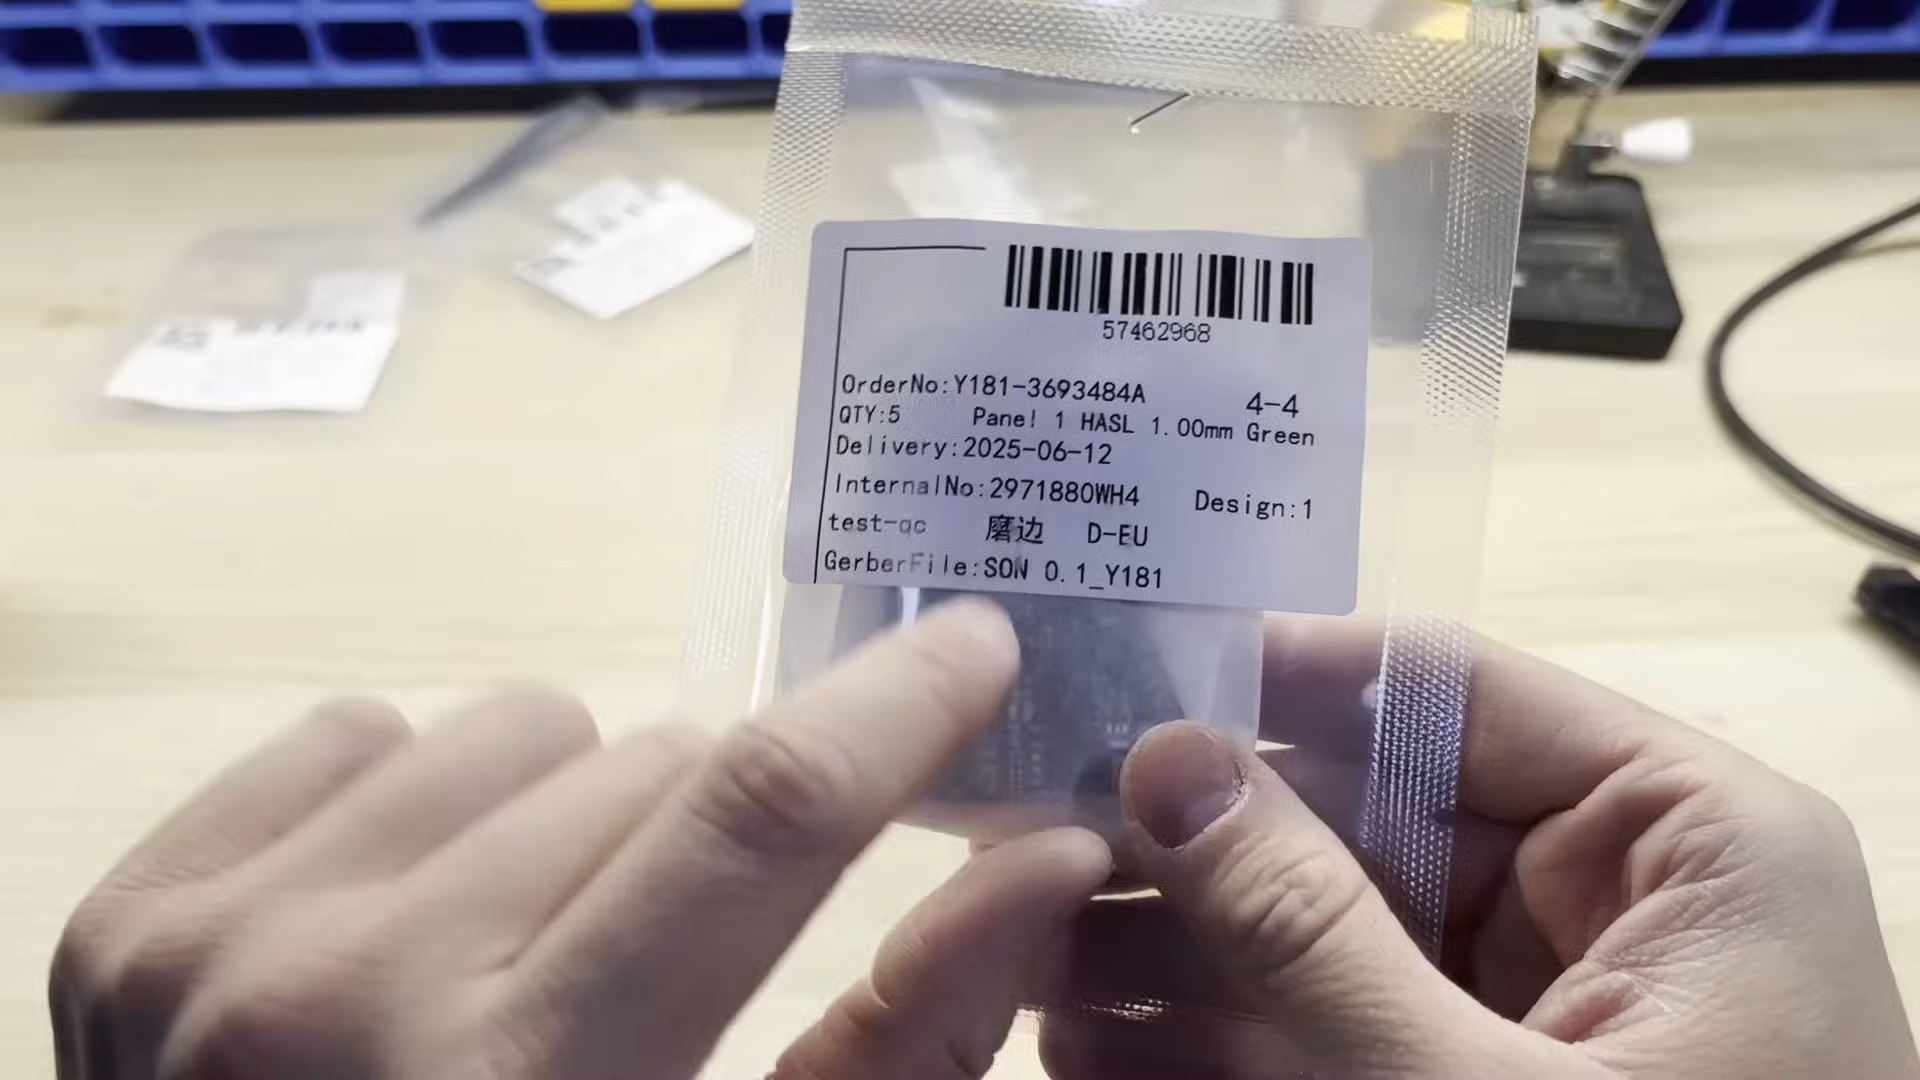 57462968
OrderNo:Y181-3693484A 4-4
QTY:5 Panel 1 HASL 1.00mm Green
Delivery:2025-06-12
InternalNo:2971880WH4 Design:1
test-qc 磨边 D-EU
GerberFile:SON 0.1_Y181